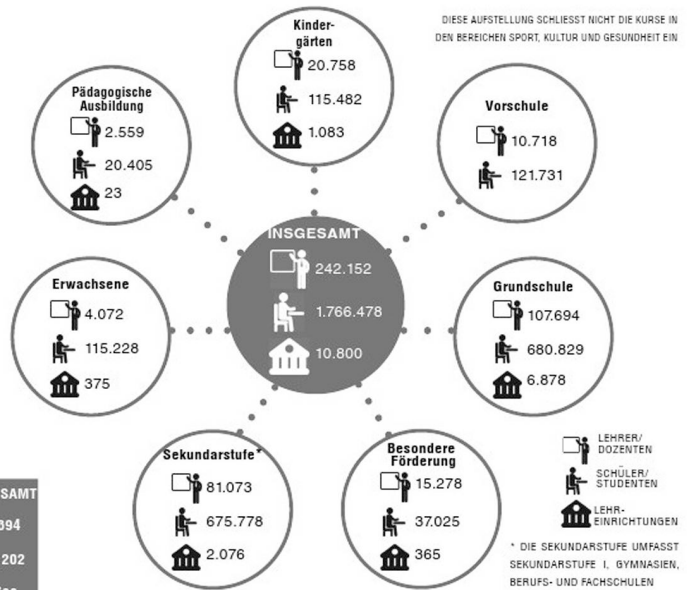 DIESE AUFSTELLUNG SCHLIESST NICHT DIE KURSE IN
DEN BEREICHEN SPORT, KULTUR UND GESUNDHEIT EIN
Kinder-
gärten
20.758
115.482
1.083
Pädagogische
Ausbildung
2.559
20.405
23
Vorschule
10.718
121.731
INSGESAMT
242.152
1.766.478
10.800
Erwachsene
4.072
115.228
375
Grundschule
107.694
680.829
6.878
Sekundarstufe*
81.073
675.778
2.076
Besondere
Förderung
15.278
37.025
365
LEHRER/
DOZENTEN
SCHÜLER/
STUDENTEN
LEHR-
EINRICHTUNGEN
* DIE SEKUNDARSTUFE UMFASST
SEKUNDARSTUFE I, GYMNASIEN,
BERUFS- UND FACHSCHULEN
SAMT
202